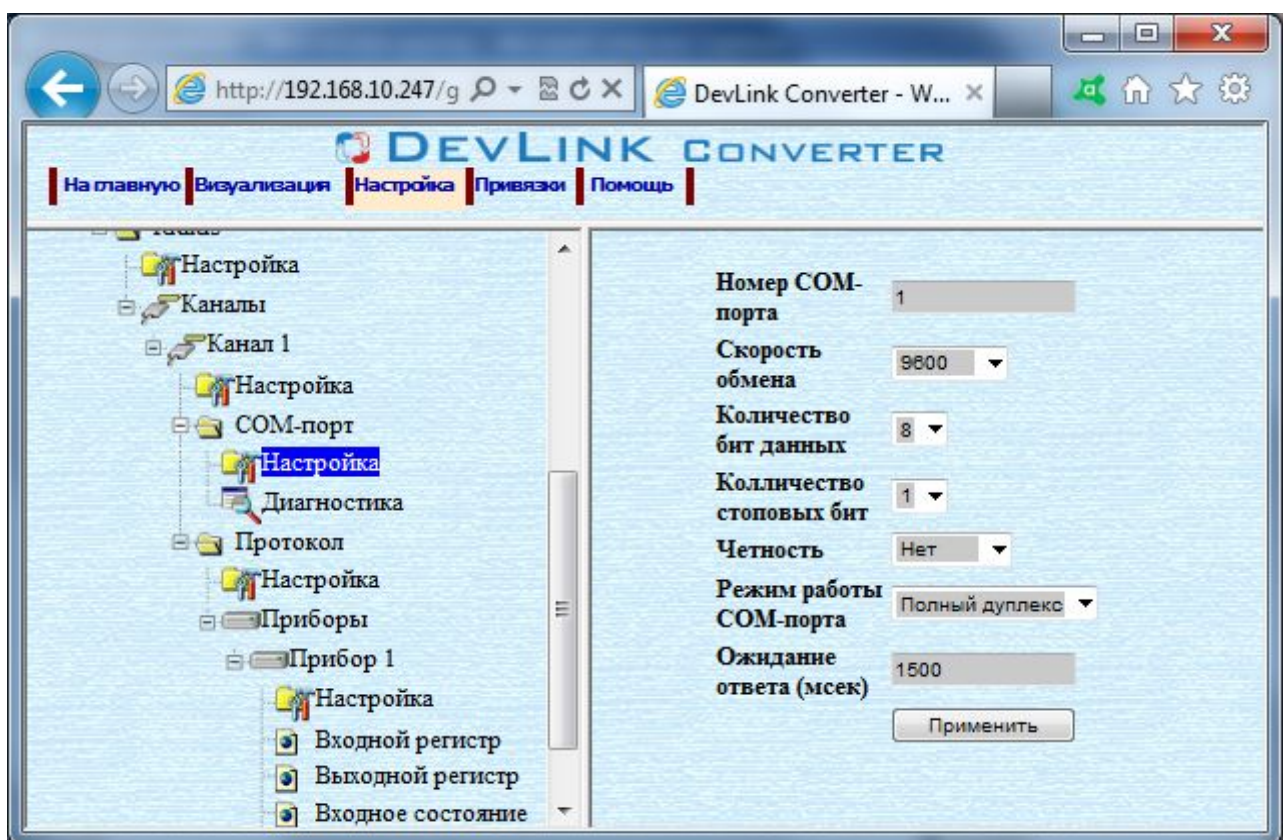 http://192.168.10.247/g
DevLink Converter - W...
DEVLINK CONVERTER
На главную
Визуализация
Настройка
Привязки
Помощь
Настройка
Каналы
Канал 1
Настройка
COM-порт
Настройка
Диагностика
Протокол
Настройка
Приборы
Прибор 1
Настройка
Входной регистр
Выходной регистр
Входное состояние
Номер COM-
порта
1
Скорость
обмена
9600
Количество
бит данных
8
Колличество
стоповых бит
1
Четность
Нет
Режим работы
COM-порта
Полный дуплекс
Ожидание
ответа (мсек)
1500
Применить